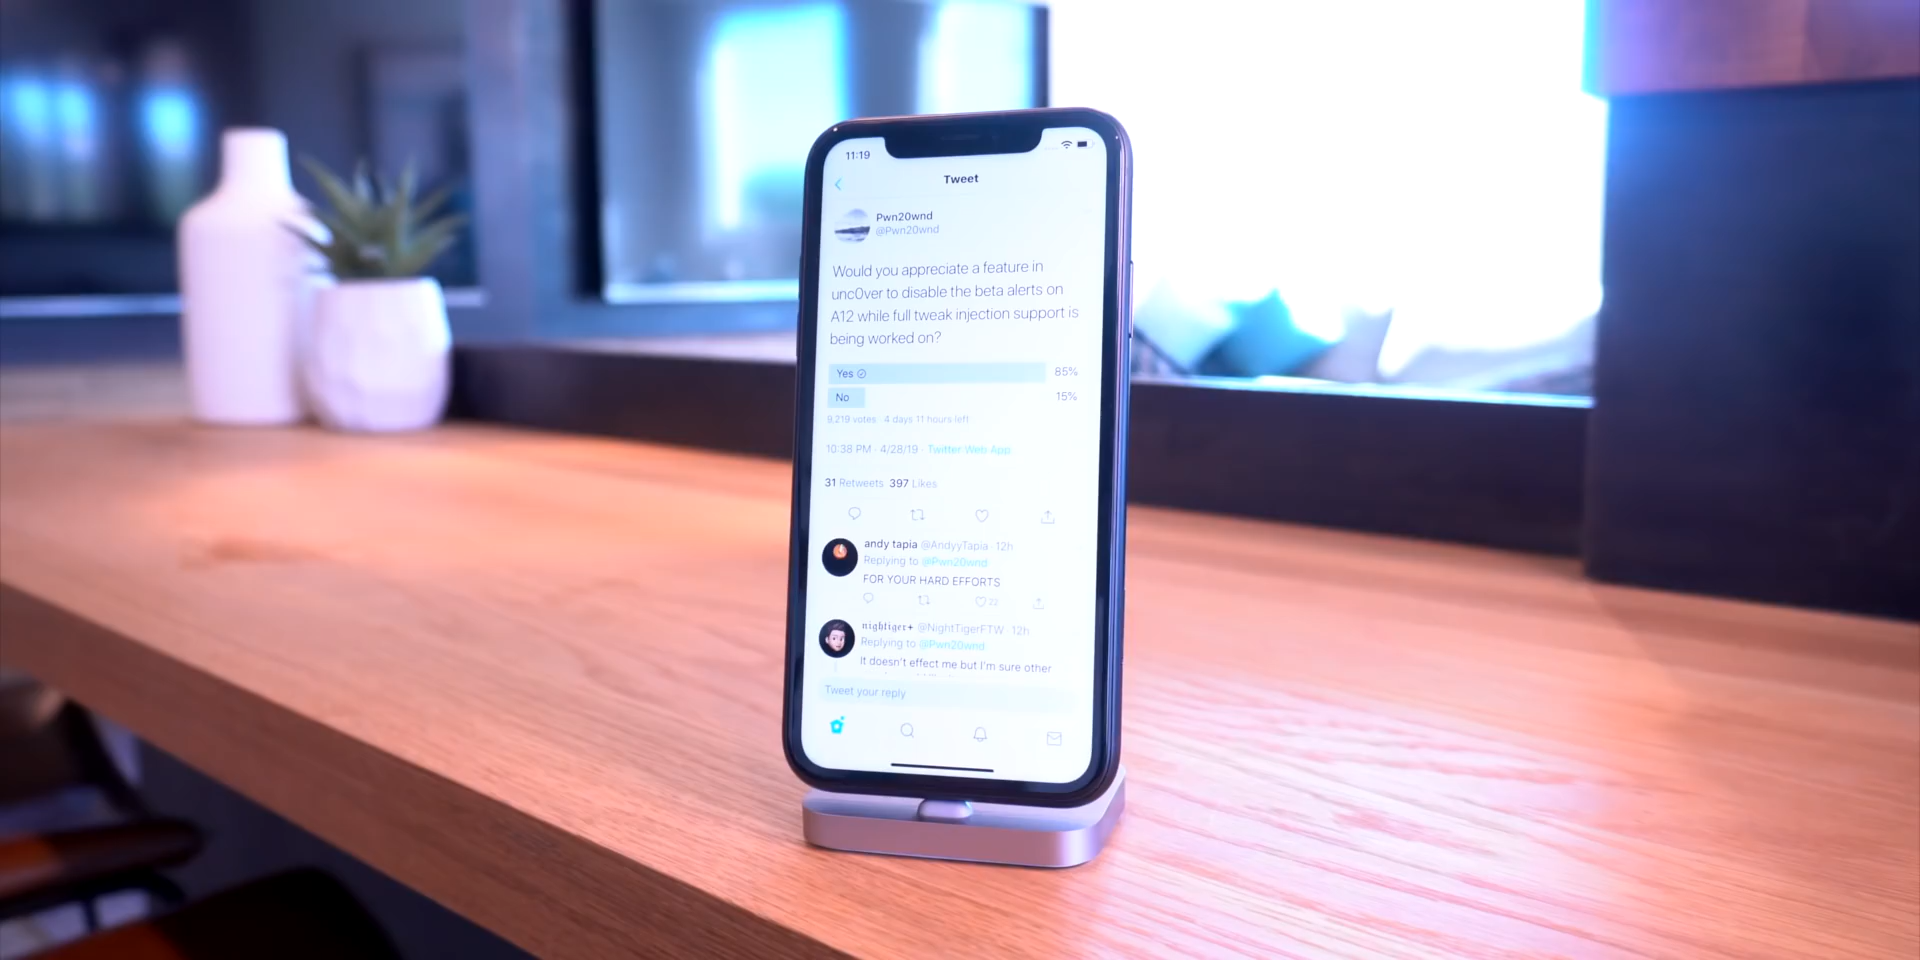 11:19
Tweet
Pwn20wnd
@Pwn20wnd
Would you appreciate a feature in
unc0ver to disable the beta alerts on
A12 while full tweak injection support is
being worked on?
Yes 85%
No 15%
9,219 votes · 4 days 11 hours left
10:38 PM · 4/28/19 · Twitter Web App
31 Retweets 397 Likes
andy tapia @AndyyTapia · 12h
Replying to @Pwn20wnd
FOR YOUR HARD EFFORTS
22
nightiger+ @NightTigerFTW · 12h
Replying to @Pwn20wnd
It doesn't effect me but I'm sure other
Tweet your reply